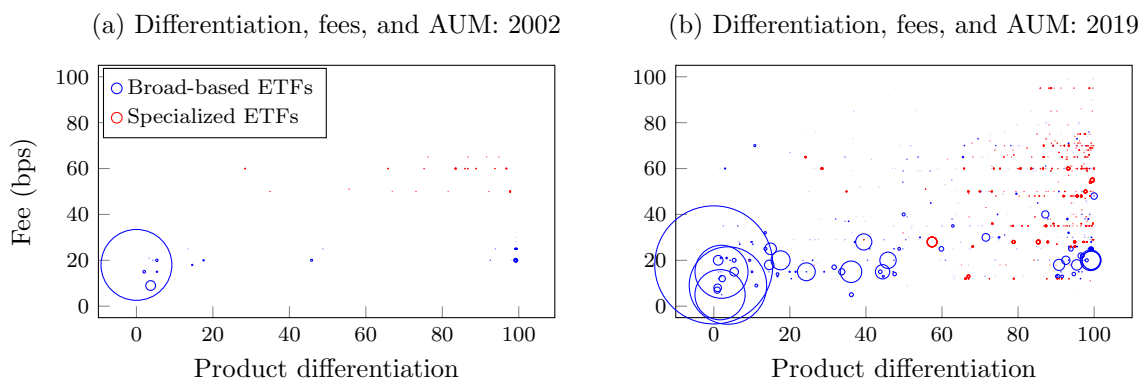 (a) Differentiation, fees, and AUM: 2002
100
80
60
40
20
0
Fee (bps)
Broad-based ETFs
Specialized ETFs
0 20 40 60 80 100
Product differentiation
(b) Differentiation, fees, and AUM: 2019
100
80
60
40
20
0
0 20 40 60 80 100
Product differentiation